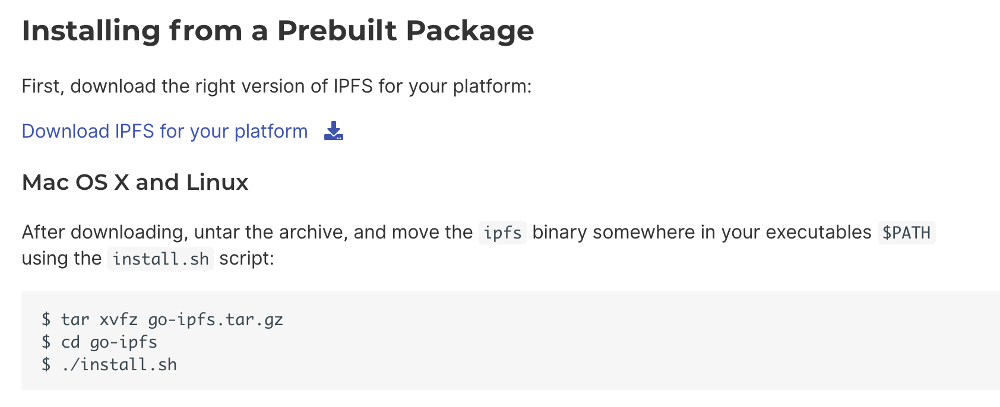 Installing from a Prebuilt Package
First, download the right version of IPFS for your platform:
Download IPFS for your platform
Mac OS X and Linux
After downloading, untar the archive, and move the ipfs binary somewhere in your executables $PATH
using the install.sh script:
$ tar xvfz go-ipfs.tar.gz
$ cd go-ipfs
$ ./install.sh